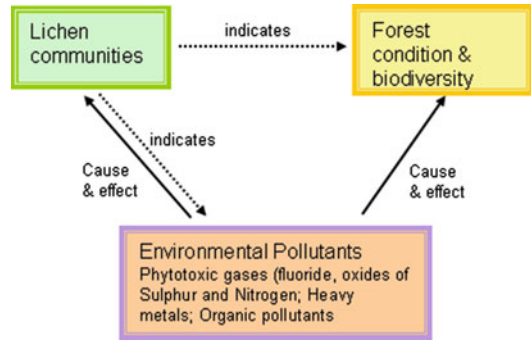 Lichen
communities
indicates
Forest
condition &
biodiversity
indicates
Cause
& effect
Cause
& effect
Environmental Pollutants
Phytotoxic gases (fluoride, oxides of
Sulphur and Nitrogen; Heavy
metals; Organic pollutants